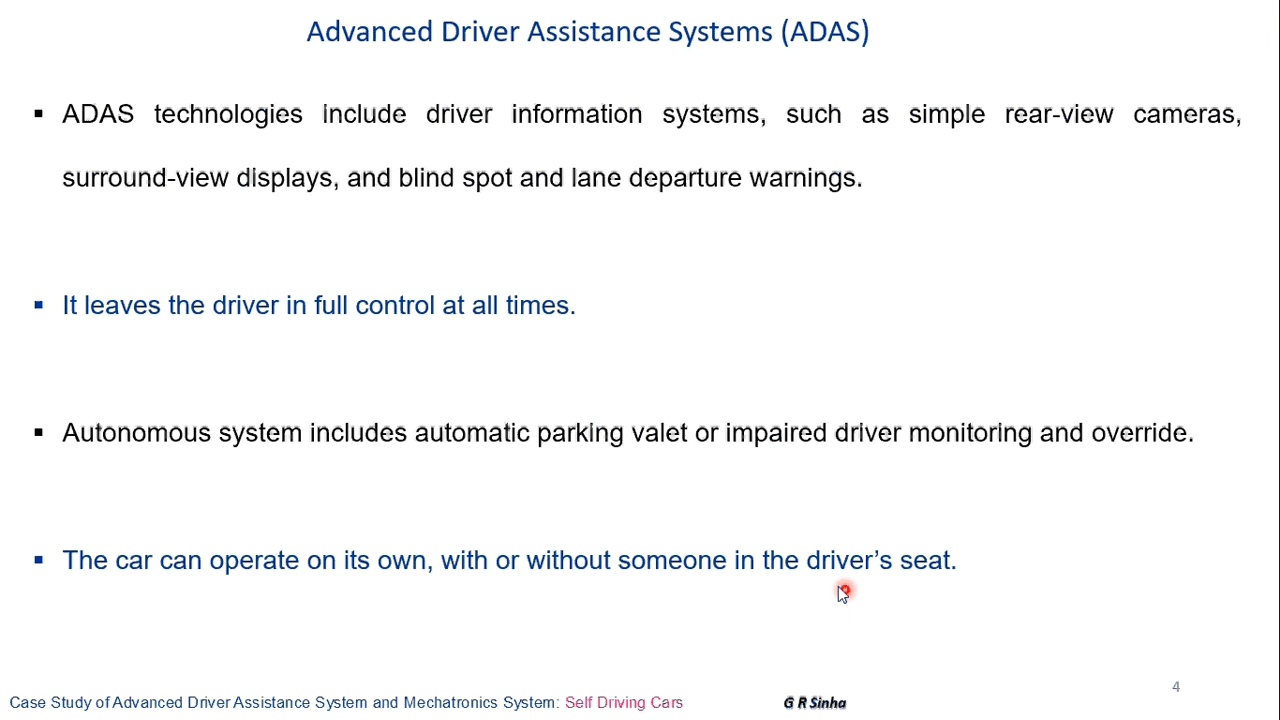 Advanced Driver Assistance Systems (ADAS)
▪ ADAS technologies include driver information systems, such as simple rear-view cameras,
surround-view displays, and blind spot and lane departure warnings.
▪ It leaves the driver in full control at all times.
▪ Autonomous system includes automatic parking valet or impaired driver monitoring and override.
▪ The car can operate on its own, with or without someone in the driver’s seat.
4
Case Study of Advanced Driver Assistance System and Mechatronics System: Self Driving Cars G R Sinha